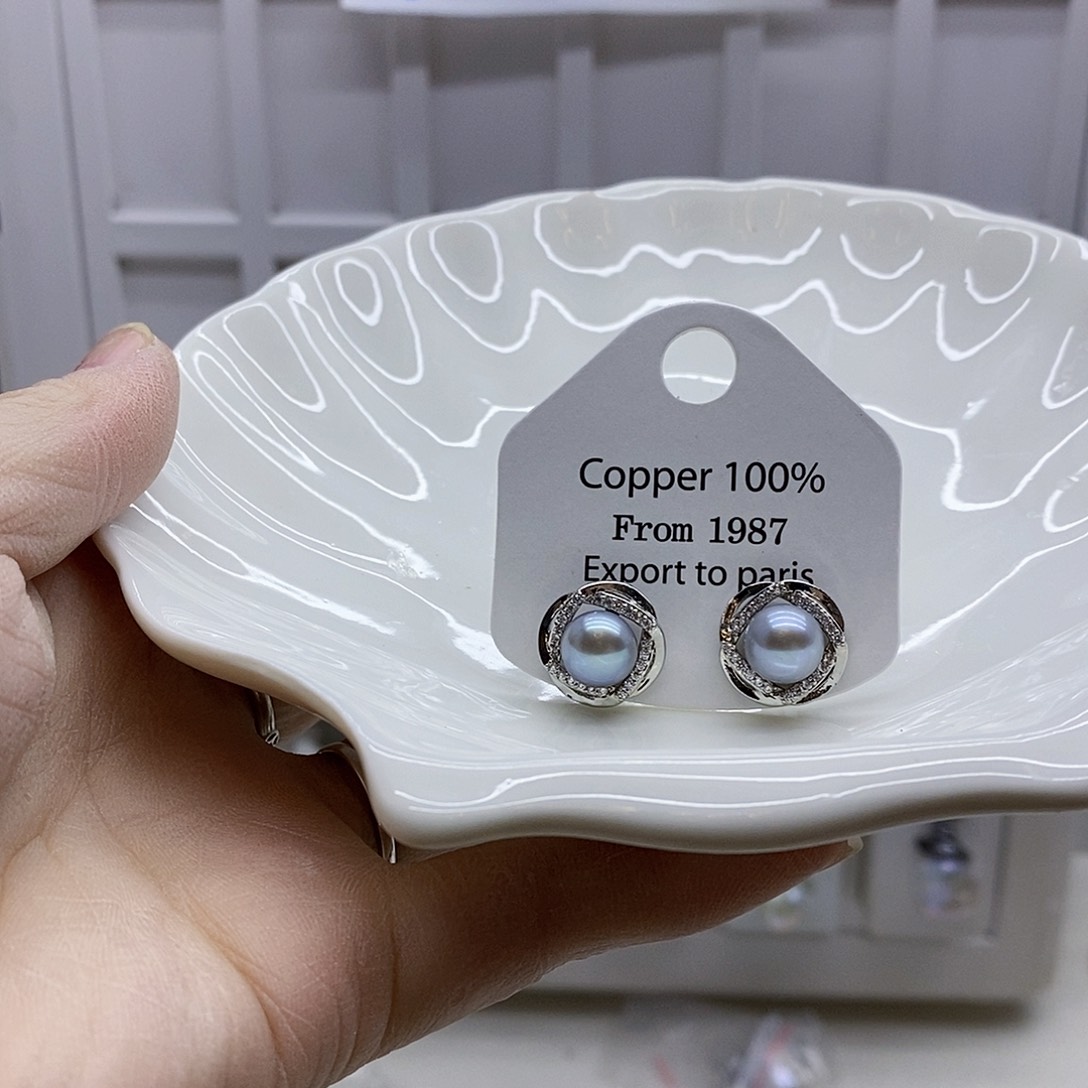 Copper 100%
From 1987
Export to paris